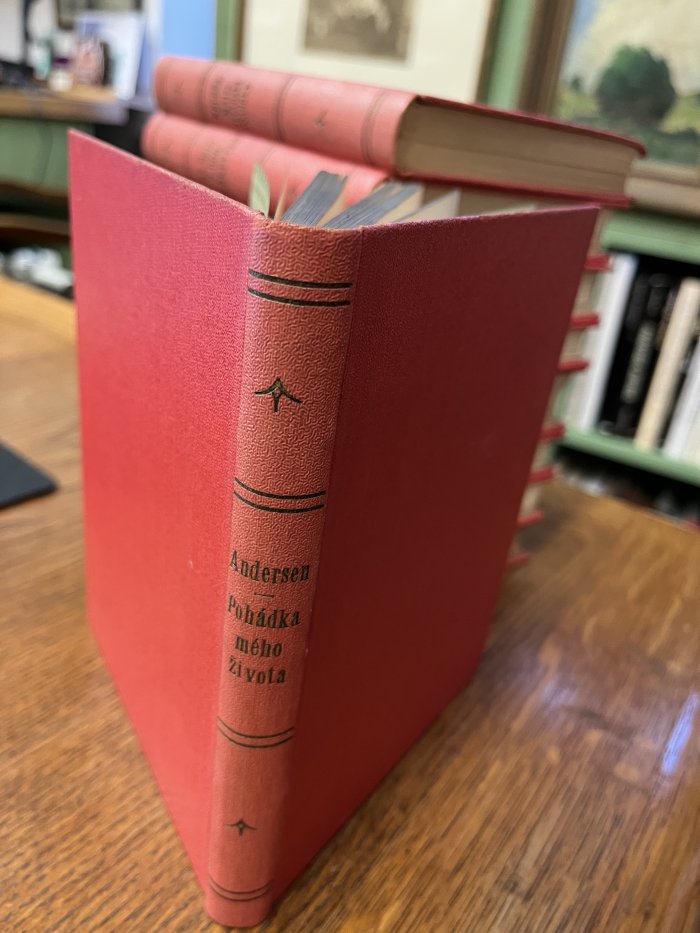 Andersen
Pohádka
mého
života